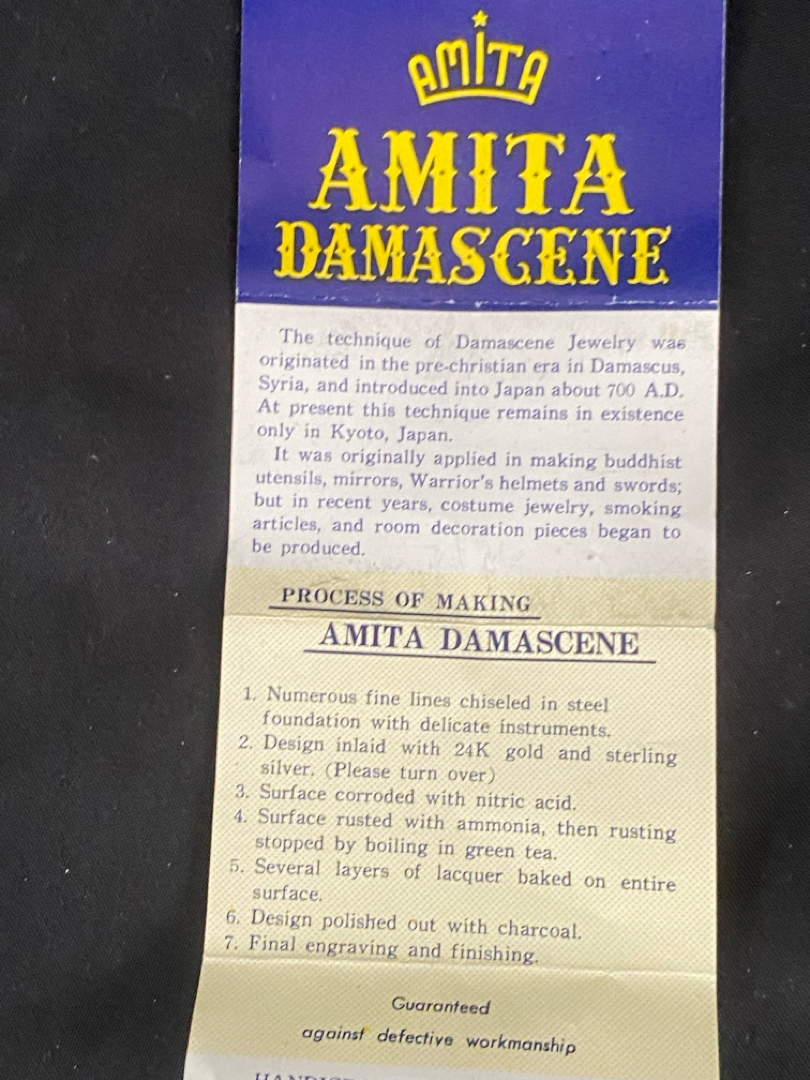 AMITA
AMITA
DAMASCENE
The technique of Damascene Jewelry was
originated in the pre-christian era in Damascus,
Syria, and introduced into Japan about 700 A.D.
At present this technique remains in existence
only in Kyoto, Japan.
It was originally applied in making buddhist
utensils, mirrors, Warrior's helmets and swords;
but in recent years, costume jewelry, smoking
articles, and room decoration pieces began to
be produced.
PROCESS OF MAKING
AMITA DAMASCENE
1. Numerous fine lines chiseled in steel
foundation with delicate instruments.
2. Design inlaid with 24K gold and sterling
silver. (Please turn over)
3. Surface corroded with nitric acid.
4. Surface rusted with ammonia, then rusting
stopped by boiling in green tea.
5. Several layers of lacquer baked on entire
surface.
6. Design polished out with charcoal.
7. Final engraving and finishing.
Guaranteed
against defective workmanship